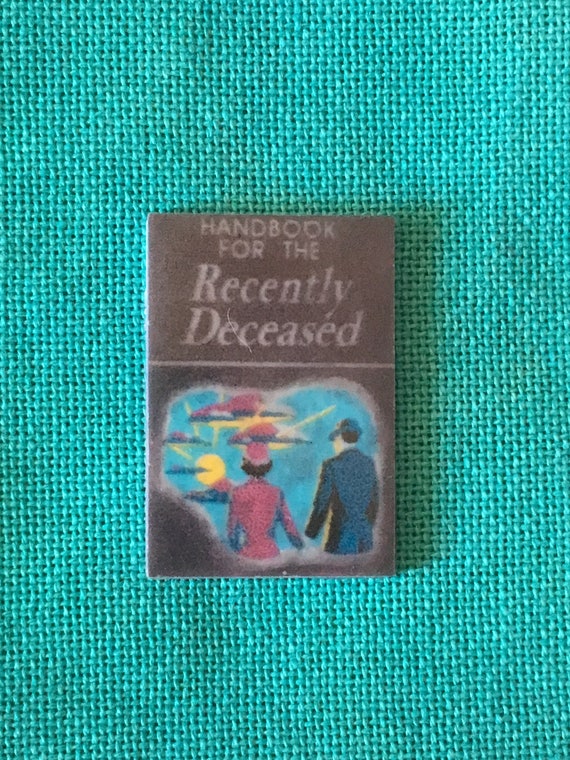 HANDBOOK
FOR THE
Recently
Deceased